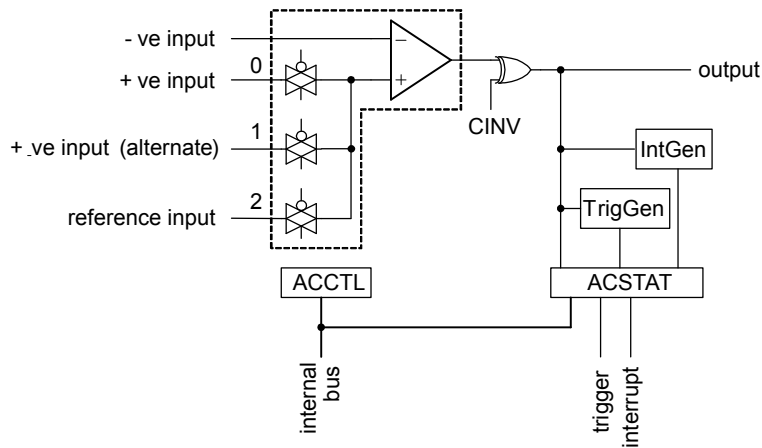 - ve input
0
+ ve input
−
+
output
CINV
1
+ -ve input (alternate)
IntGen
2
reference input
TrigGen
ACCTL
ACSTAT
internal
bus
trigger
interrupt